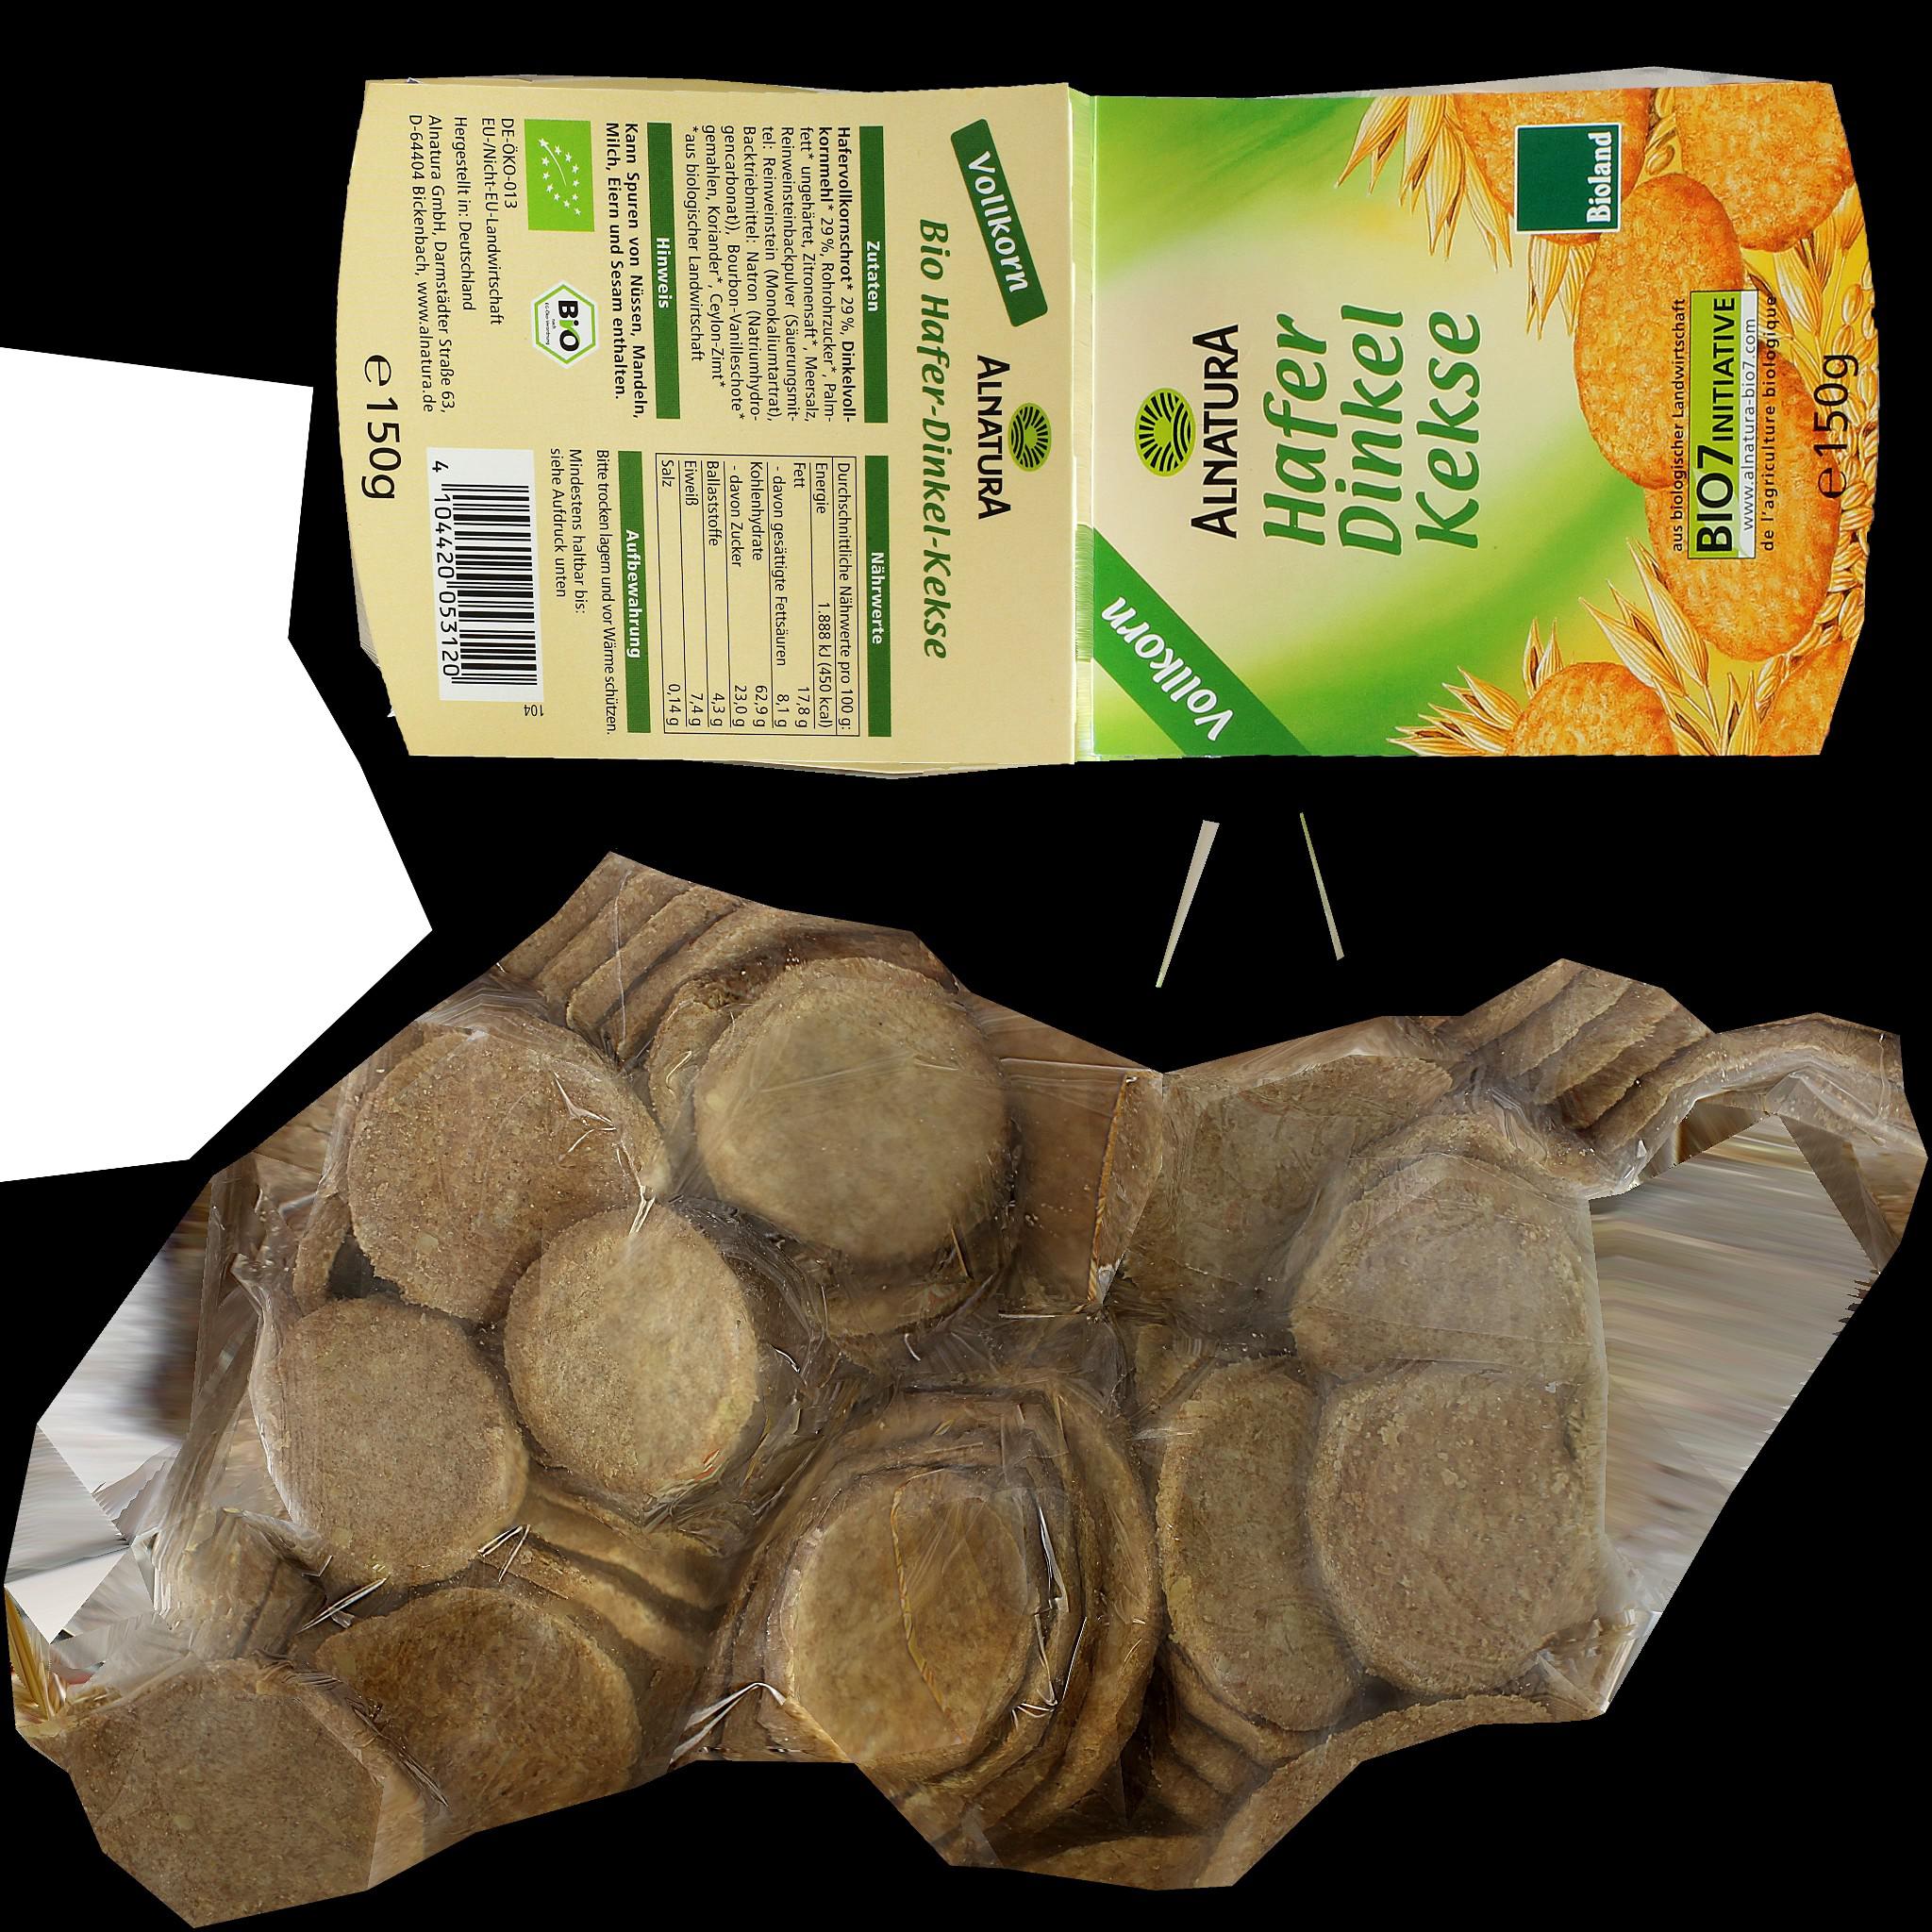 Vollkorn
ALNATURA
Bio Hafer-Dinkel-Kekse
Zutaten
Hafervollkornschrot* 29%, Dinkelvoll-
kornmehl* 29%, Rohrohrzucker*, Palm-
fett* ungehärtet, Zitronensaft*, Meersalz,
Reinweinsteinbackpulver (Säuerungsmit-
tel: Reinweinstein (Monokaliumtartrat),
Backtriebmittel: Natron (Natriumhydro-
gencarbonat)), Bourbon-Vanilleschote*
gemahlen, Koriander*, Ceylon-Zimt*
*aus biologischer Landwirtschaft
Hinweis
Kann Spuren von Nüssen, Mandeln,
Milch, Eiern und Sesam enthalten.
Bio
nach
DE-ÖKO-013
EU-/Nicht-EU-Landwirtschaft
Hergestellt in: Deutschland
Alnatura GmbH, Darmstädter Straße 63,
D-64404 Bickenbach, www.alnatura.de
e 150g
Nährwerte
Durchschnittliche Nährwerte pro 100 g:
Energie 1.888 kJ (450 kcal)
Fett 17,8 g
- davon gesättigte Fettsäuren 8,1 g
Kohlenhydrate 62,9 g
- davon Zucker 23,0 g
Ballaststoffe 4,3 g
Eiweiß 7,4 g
Salz 0,14 g
Aufbewahrung
Bitte trocken lagern und vor Wärme schützen.
Mindestens haltbar bis:
siehe Aufdruck unten
104
4 104420 053120
ALNATURA
Hafer
Dinkel
Kekse
Vollkorn
Bioland
aus biologischer Landwirtschaft
BIO7 INITIATIVE
www.alnatura-bio7.com
de l'agriculture biologique
e 150g